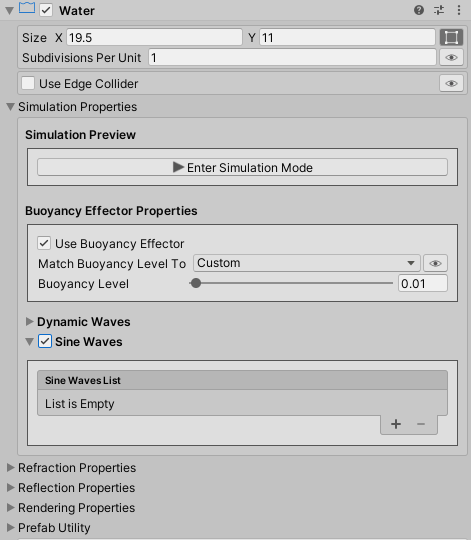 Water
Size X 19.5 Y 11
Subdivisions Per Unit 1
Use Edge Collider
Simulation Properties
Simulation Preview
Enter Simulation Mode
Buoyancy Effector Properties
Use Buoyancy Effector
Match Buoyancy Level To Custom
Buoyancy Level 0.01
Dynamic Waves
Sine Waves
Sine Waves List
List is Empty
+ −
Refraction Properties
Reflection Properties
Rendering Properties
Prefab Utility